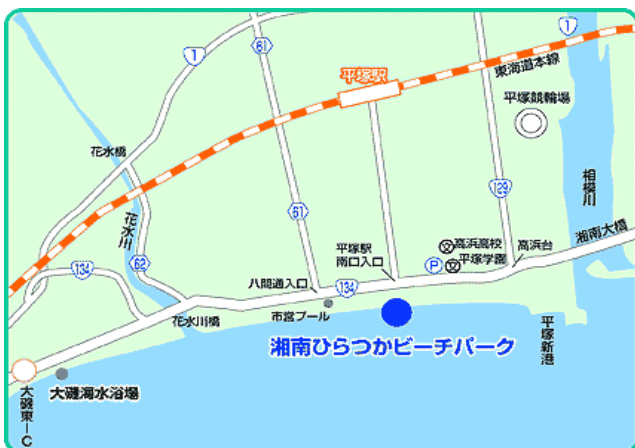 1
61
1
東海道本線
平塚駅
平塚競輪場
花水橋
花水川
相模川
129
61
高浜高校
平塚学園
P
高浜台
湘南大橋
平塚駅
南口入口
62
134
八間通入口
134
市営プール
花水川橋
湘南ひらつかビーチパーク
平塚新港
大磯海水浴場
大磯東IC